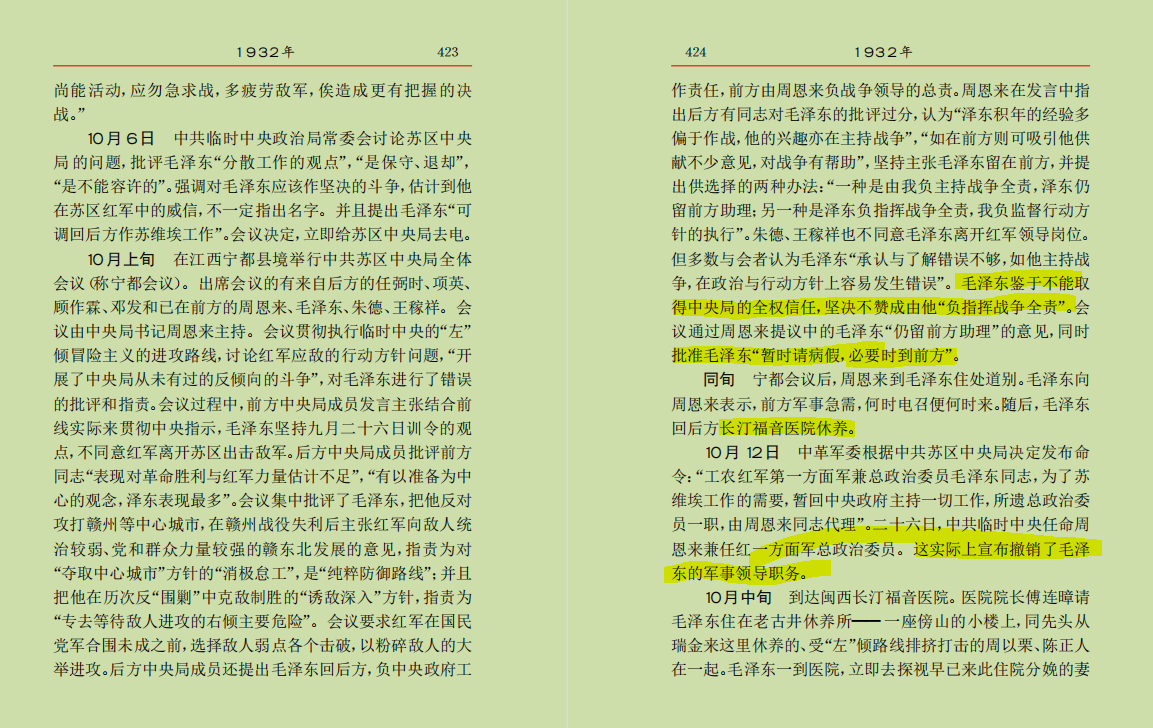 1932年 423
尚能活动，应勿急求战，多疲劳敌军，俟造成更有把握的决
战。”
10月6日 中共临时中央政治局常委会讨论苏区中央
局的问题，批评毛泽东“分散工作的观点”，“是保守、退却”，
“是不能容许的”。强调对毛泽东应该作坚决的斗争，估计到他
在苏区红军中的威信，不一定指出名字。并且提出毛泽东“可
调回后方作苏维埃工作”。会议决定，立即给苏区中央局去电。
10月上旬 在江西宁都县境举行中共苏区中央局全体
会议（称宁都会议）。出席会议的有来自后方的任弼时、项英、
顾作霖、邓发和已在前方的周恩来、毛泽东、朱德、王稼祥。会
议由中央局书记周恩来主持。会议贯彻执行临时中央的“左”
倾冒险主义的进攻路线，讨论红军应敌的行动方针问题，“开
展了中央局从未有过的反倾向的斗争”，对毛泽东进行了错误
的批评和指责。会议过程中，前方中央局成员发言主张结合前
线实际来贯彻中央指示，毛泽东坚持九月二十六日训令的观
点，不同意红军离开苏区出击敌军。后方中央局成员批评前方
同志“表现对革命胜利与红军力量估计不足”，“有以准备为中
心的观念，泽东表现最多”。会议集中批评了毛泽东，把他反对
攻打赣州等中心城市，在赣州战役失利后主张红军向敌人统
治较弱、党和群众力量较强的赣东北发展的意见，指责为对
“夺取中心城市”方针的“消极怠工”，是“纯粹防御路线”；并且
把他在历次反“围剿”中克敌制胜的“诱敌深入”方针，指责为
“专去等待敌人进攻的右倾主要危险”。会议要求红军在国民
党军合围未成之前，选择敌人弱点各个击破，以粉碎敌人的大
举进攻。后方中央局成员还提出毛泽东回后方，负中央政府工
424 1932年
作责任，前方由周恩来负战争领导的总责。周恩来在发言中指
出后方有同志对毛泽东的批评过分，认为“泽东积年的经验多
偏于作战，他的兴趣亦在主持战争”，“如在前方则可吸引他供
献不少意见，对战争有帮助”，坚持主张毛泽东留在前方，并提
出供选择的两种办法：“一种是由我负主持战争全责，泽东仍
留前方助理；另一种是泽东负指挥战争全责，我负监督行动方
针的执行”。朱德、王稼祥也不同意毛泽东离开红军领导岗位。
但多数与会者认为毛泽东“承认与了解错误不够，如他主持战
争，在政治与行动方针上容易发生错误”。毛泽东鉴于不能取
得中央局的全权信任，坚决不赞成由他“负指挥战争全责”。会
议通过周恩来提议中的毛泽东“仍留前方助理”的意见，同时
批准毛泽东“暂时请病假，必要时到前方”。
同旬 宁都会议后，周恩来到毛泽东住处道别。毛泽东向
周恩来表示，前方军事急需，何时电召便何时来。随后，毛泽东
回后方长汀福音医院休养。
10月12日 中革军委根据中共苏区中央局决定发布命
令：“工农红军第一方面军兼总政治委员毛泽东同志，为了苏
维埃工作的需要，暂回中央政府主持一切工作，所遗总政治委
员一职，由周恩来同志代理”。二十六日，中共临时中央任命周
恩来兼任红一方面军总政治委员。这实际上宣布撤销了毛泽
东的军事领导职务。
10月中旬 到达闽西长汀福音医院。医院院长傅连暲请
毛泽东住在老古井休养所——一座傍山的小楼上，同先头从
瑞金来这里休养的、受“左”倾路线排挤打击的周以栗、陈正人
在一起。毛泽东一到医院，立即去探视早已来此住院分娩的妻